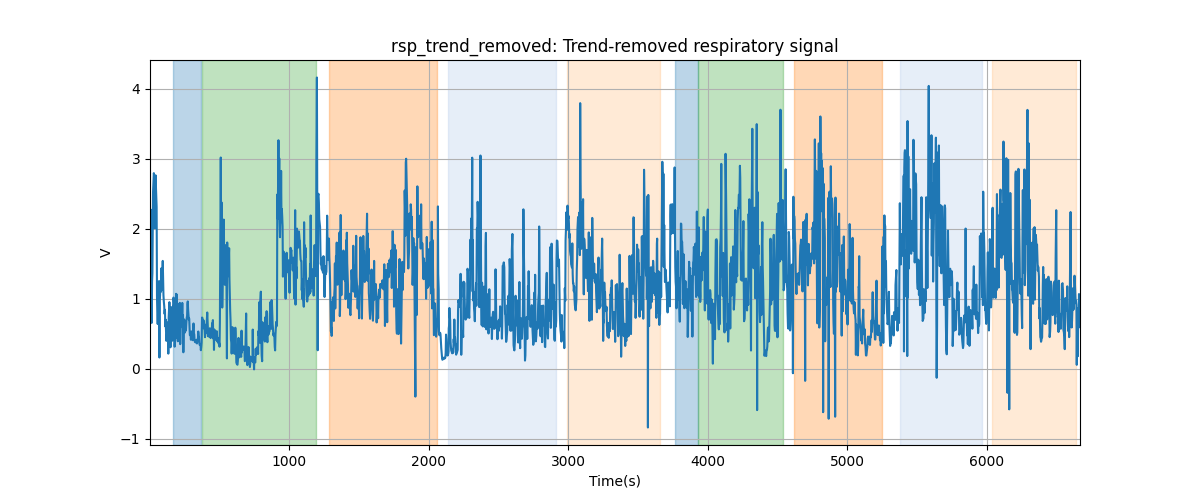 rsp_trend_removed: Trend-removed respiratory signal
4
3
2
1
0
−1
V
1000 2000 3000 4000 5000 6000
Time(s)